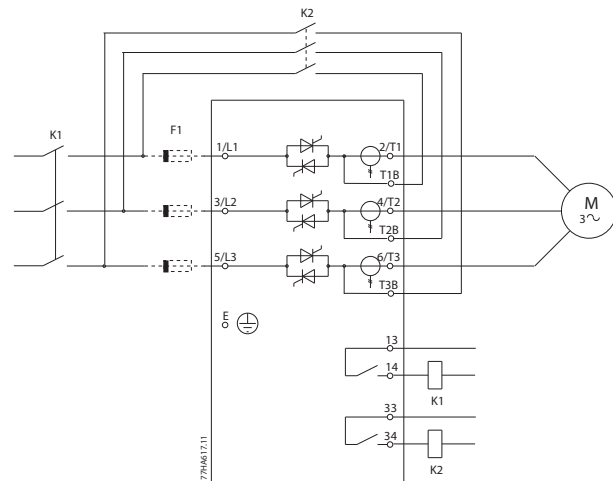 K2
K1
F1
1/L1
2/T1
T1B
3/L2
4/T2
T2B
M
3~
5/L3
6/T3
T3B
E
13
14
K1
33
34
K2
177HA617.11